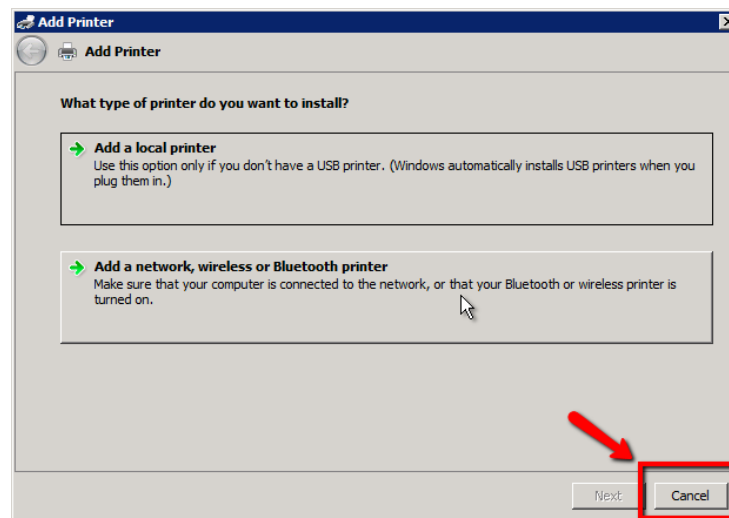 Add Printer
Add Printer
What type of printer do you want to install?
Add a local printer
Use this option only if you don't have a USB printer. (Windows automatically installs USB printers when you
plug them in.)
Add a network, wireless or Bluetooth printer
Make sure that your computer is connected to the network, or that your Bluetooth or wireless printer is
turned on.
Next Cancel